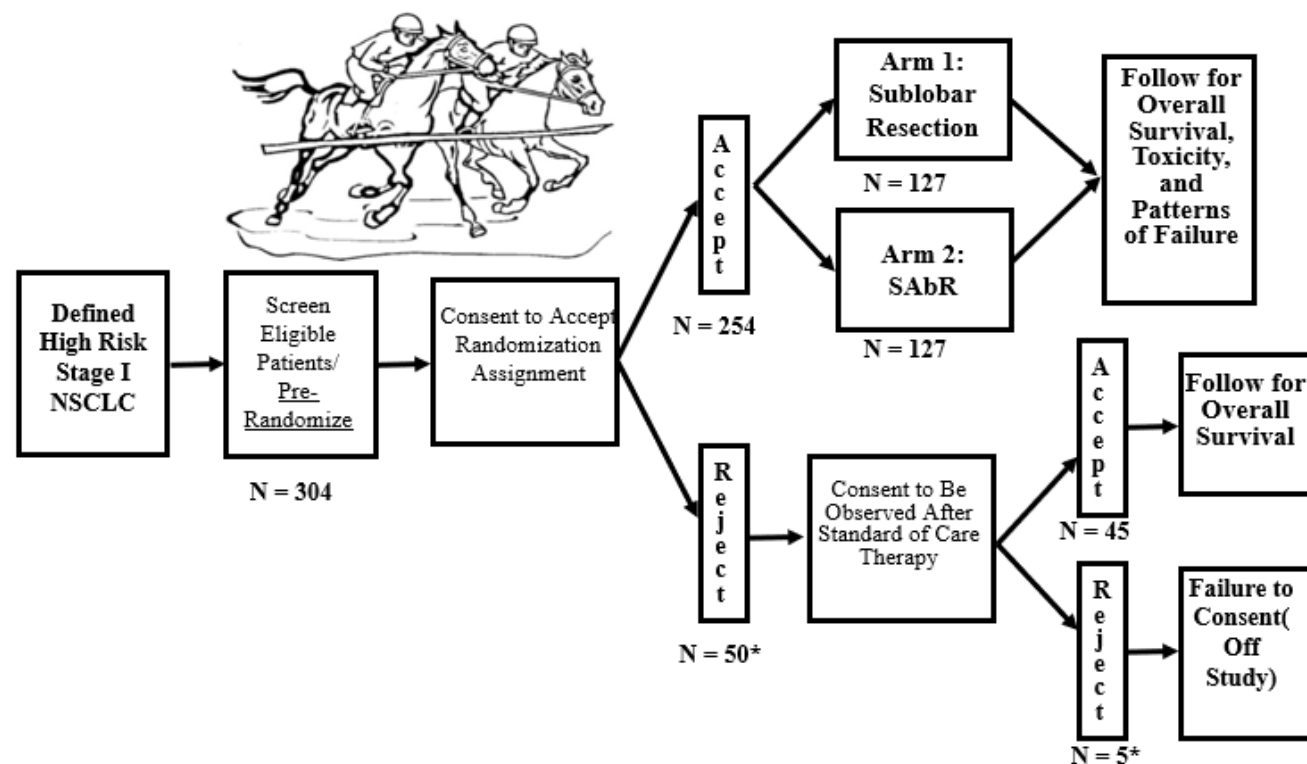 Defined
High Risk
Stage I
NSCLC
Screen
Eligible
Patients/
Pre-
Randomize
N = 304
Consent to Accept
Randomization
Assignment
A
c
c
e
p
t
N = 254
Arm 1:
Sublobar
Resection
N = 127
Arm 2:
SAbR
N = 127
Follow for
Overall
Survival,
Toxicity,
and
Patterns
of Failure
R
e
j
e
c
t
N = 50*
Consent to Be
Observed After
Standard of Care
Therapy
A
c
c
e
p
t
N = 45
Follow for
Overall
Survival
R
e
j
e
c
t
N = 5*
Failure to
Consent(
Off
Study)